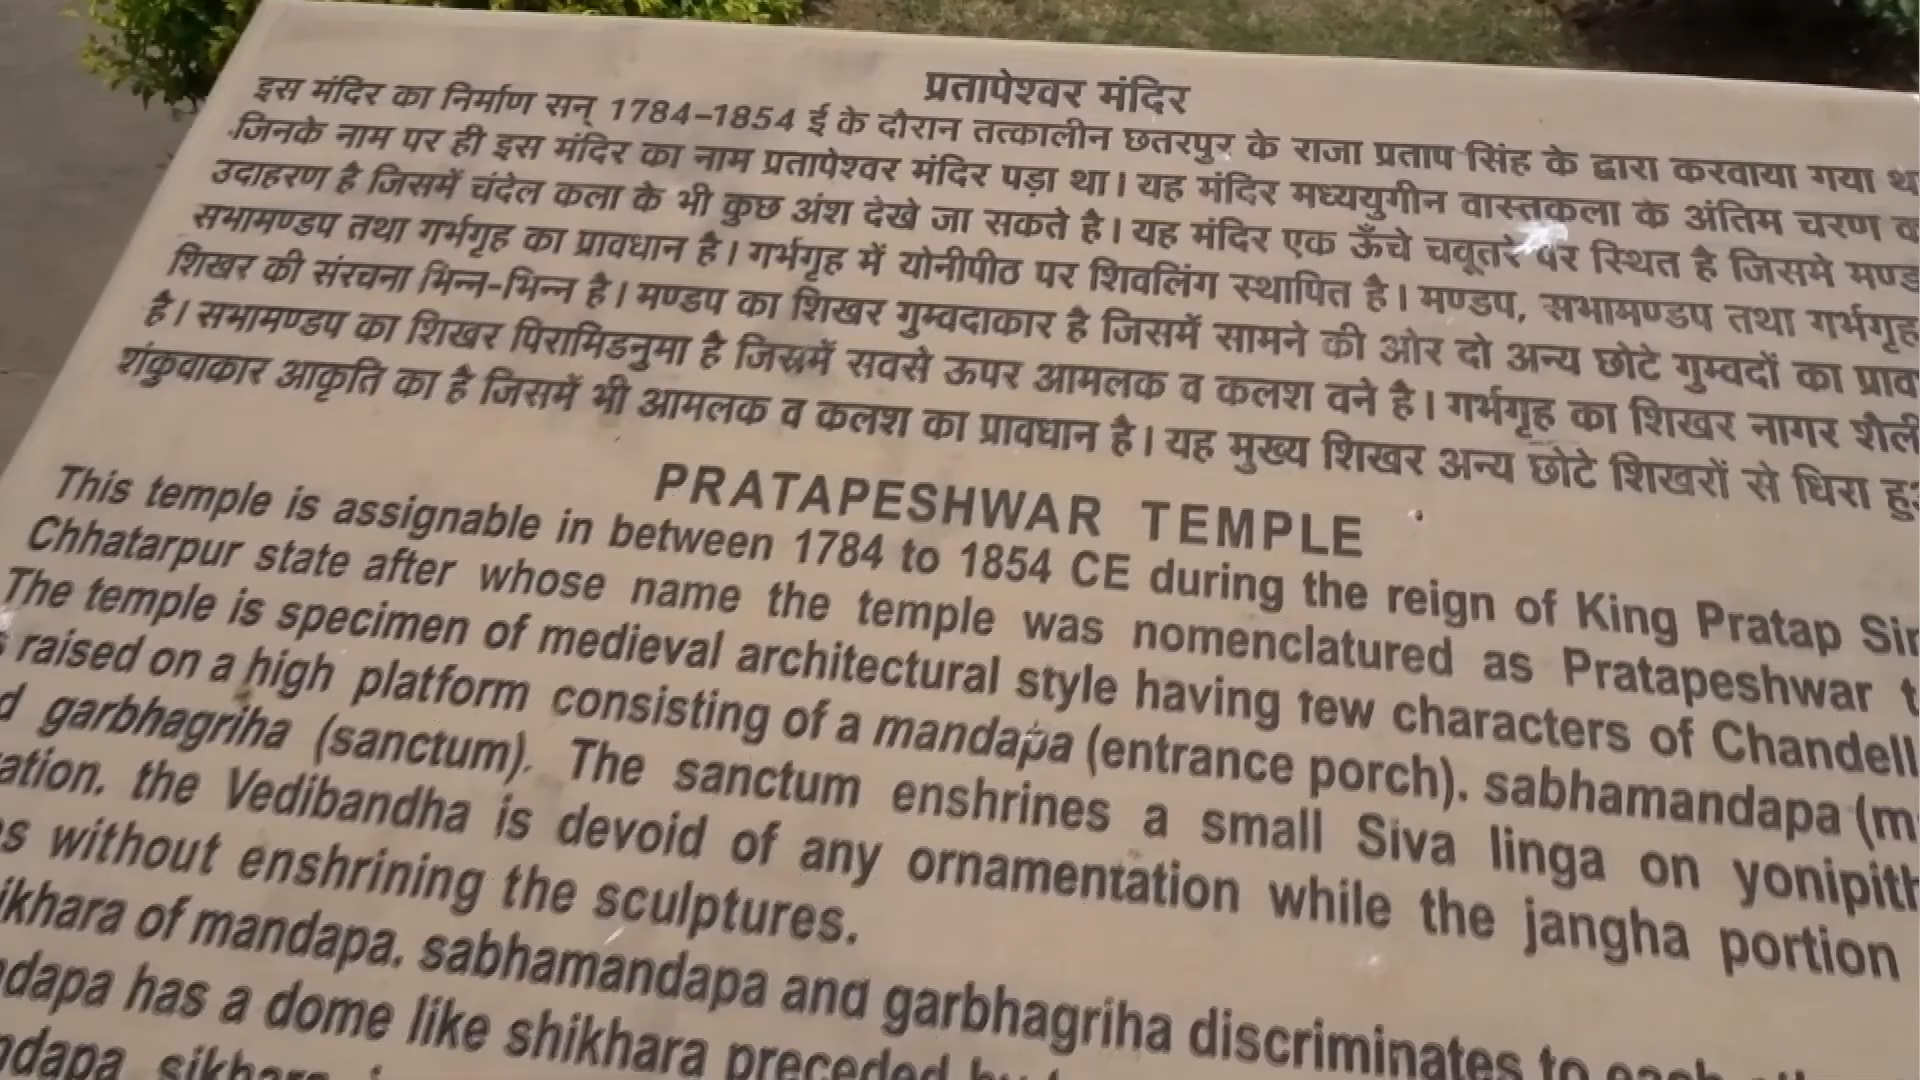 प्रतापेश्वर मंदिर
इस मंदिर का निर्माण सन् 1784-1854 ई के दौरान तत्कालीन छतरपुर के राजा प्रताप सिंह के द्वारा करवाया गया
जिनके नाम पर ही इस मंदिर का नाम प्रतापेश्वर मंदिर पड़ा था। यह मंदिर मध्ययुगीन वास्तुकला के अंतिम चरण
उदाहरण है जिसमें चंदेल कला के भी कुछ अंश देखे जा सकते है। यह मंदिर एक ऊँचे चवूतरे पर स्थित है जिसमे
सभामण्डप तथा गर्भगृह का प्रावधान है। गर्भगृह में योनीपीठ पर शिवलिंग स्थापित है। मण्डप, सभामण्डप तथा गर्भगृह
शिखर की संरचना भिन्न-भिन्न है। मण्डप का शिखर गुम्वदाकार है जिसमें सामने की ओर दो अन्य छोटे गुम्वदों का
है। सभामण्डप का शिखर पिरामिडनुमा है जिसमें सवसे ऊपर आमलक व कलश वने है। गर्भगृह का शिखर नागर शैली
शंकुवाकार आकृति का है जिसमें भी आमलक व कलश का प्रावधान है। यह मुख्य शिखर अन्य छोटे शिखरों से घिरा
PRATAPESHWAR TEMPLE
This temple is assignable in between 1784 to 1854 CE during the reign of King Pratap
Chhatarpur state after whose name the temple was nomenclatured as Pratapeshwar
The temple is specimen of medieval architectural style having few characters of
raised on a high platform consisting of a mandapa (entrance porch), sabhamandapa
garbhagriha (sanctum). The sanctum enshrines a small Siva linga on
the Vedibandha is devoid of any ornamentation while the jangha portion
without enshrining the sculptures.
of mandapa, sabhamandapa and garbhagriha discriminates to each
has a dome like shikhara preceded by